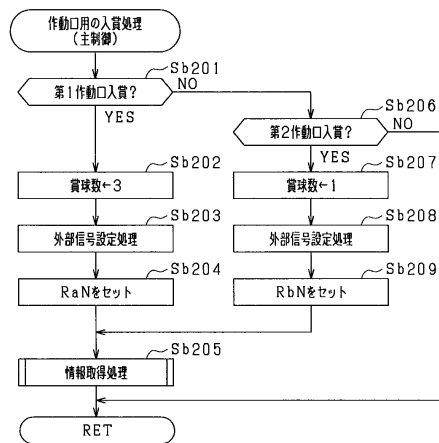 作動口用の入賞処理
(主制御)
Sb201
第1作動口入賞?
NO
YES
Sb206
第2作動口入賞?
NO
YES
Sb202
賞球数←3
Sb207
賞球数←1
Sb203
外部信号設定処理
Sb208
外部信号設定処理
Sb204
RaNをセット
Sb209
RbNをセット
Sb205
情報取得処理
RET